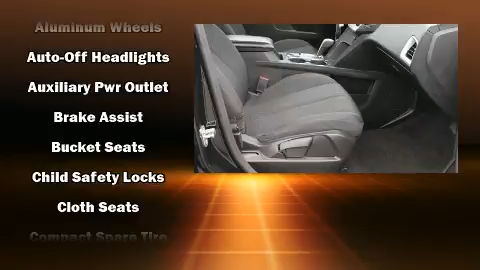 Aluminum Wheels
Auto-Off Headlights
Auxiliary Pwr Outlet
Brake Assist
Bucket Seats
Child Safety Locks
Cloth Seats
Compact Spare Tire